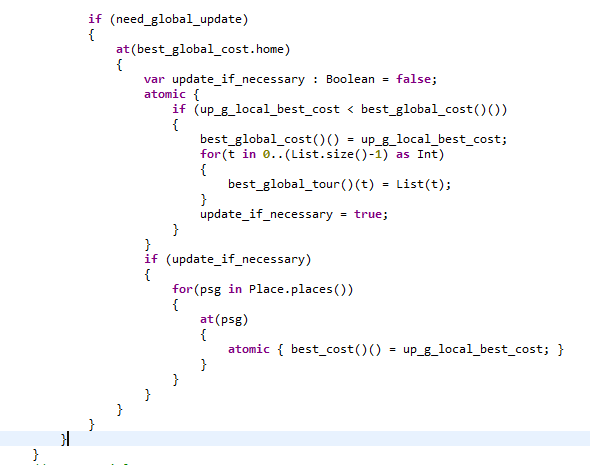 if (need_global_update)
{
at(best_global_cost.home)
{
var update_if_necessary : Boolean = false;
atomic {
if (up_g_local_best_cost < best_global_cost()())
{
best_global_cost()() = up_g_local_best_cost;
for(t in 0..(List.size()-1) as Int)
{
best_global_tour()(t) = List(t);
}
update_if_necessary = true;
}
}
if (update_if_necessary)
{
for(psg in Place.places())
{
at(psg)
{
atomic { best_cost()() = up_g_local_best_cost; }
}
}
}
}
}
}
}